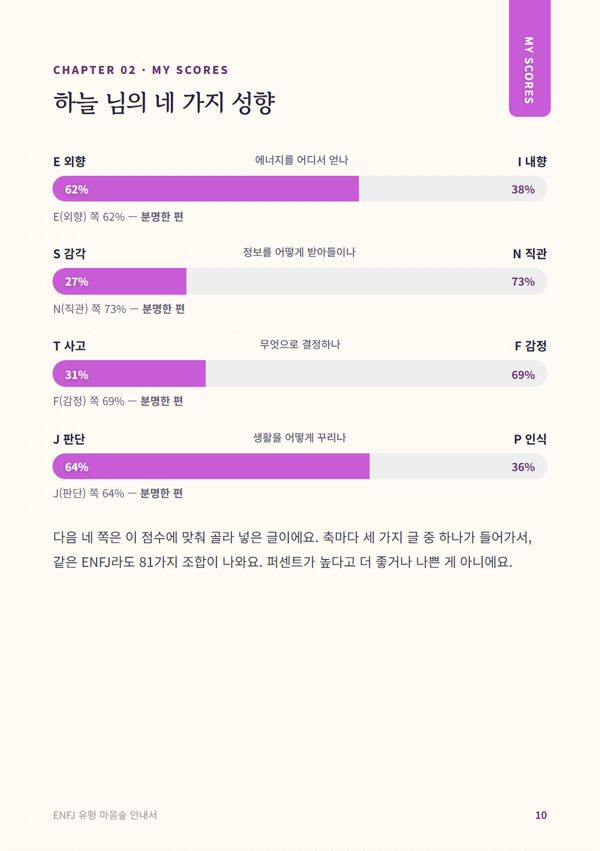 MY SCORES
CHAPTER 02 · MY SCORES
하늘 님의 네 가지 성향
E 외향 에너지를 어디서 얻나 I 내향
62% 38%
E(외향) 쪽 62% — 분명한 편
S 감각 정보를 어떻게 받아들이나 N 직관
27% 73%
N(직관) 쪽 73% — 분명한 편
T 사고 무엇으로 결정하나 F 감정
31% 69%
F(감정) 쪽 69% — 분명한 편
J 판단 생활을 어떻게 꾸리나 P 인식
64% 36%
J(판단) 쪽 64% — 분명한 편
다음 네 쪽은 이 점수에 맞춰 골라 넣은 글이에요. 축마다 세 가지 글 중 하나가 들어가서,
같은 ENFJ라도 81가지 조합이 나와요. 퍼센트가 높다고 더 좋거나 나쁜 게 아니에요.
ENFJ 유형 마음숲 안내서 10